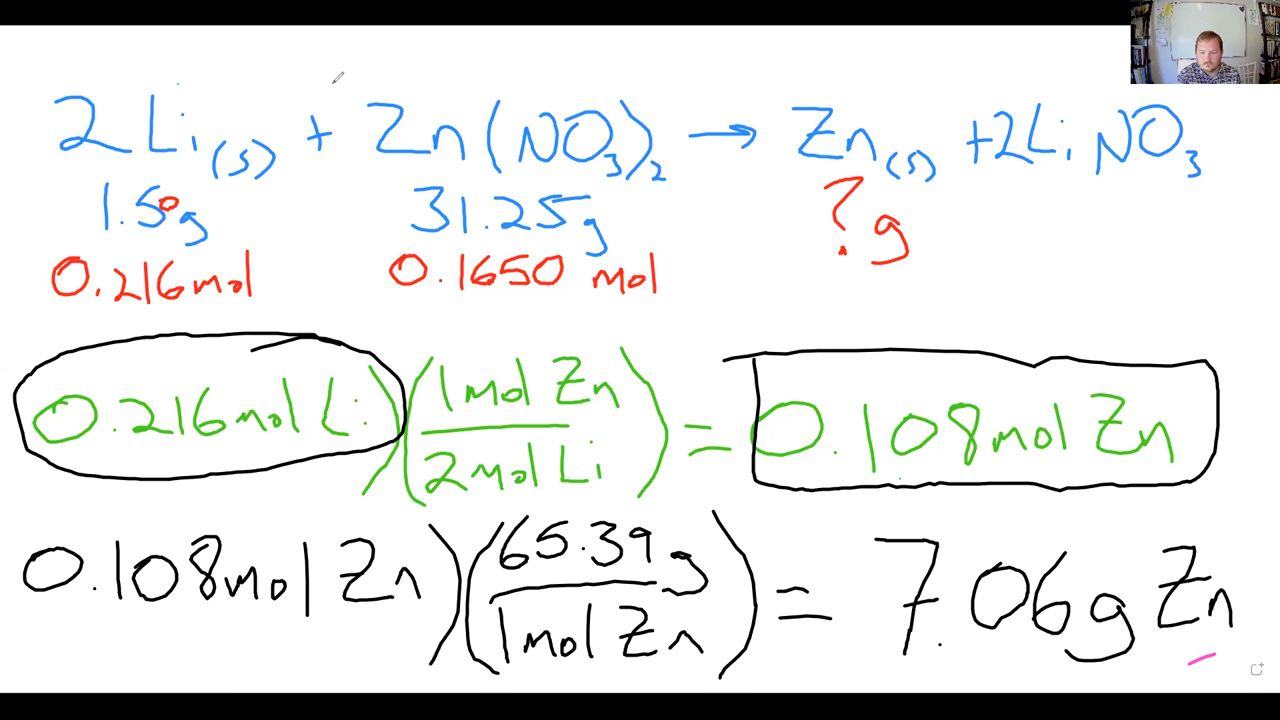 2Li(s) + Zn(NO3)2 → Zn(s) + 2LiNO3
1.50g 31.25g ? g
0.216mol 0.1650 mol
0.216mol Li)(1mol Zn / 2mol Li) = 0.108mol Zn
0.108mol Zn)(65.39g / 1mol Zn) = 7.06g Zn